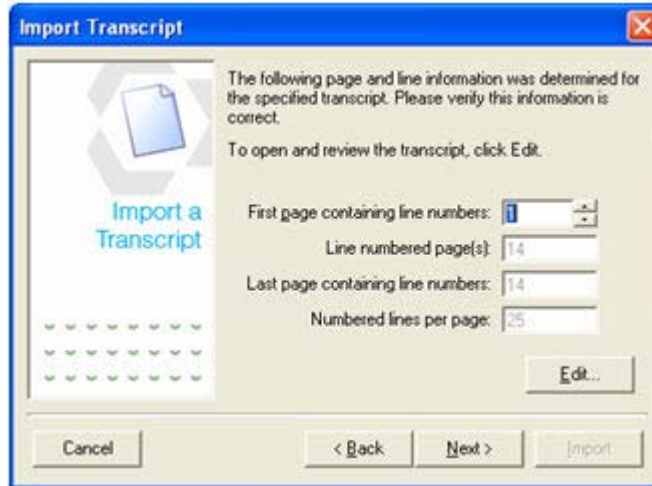 Import Transcript
The following page and line information was determined for
the specified transcript. Please verify this information is
correct.
To open and review the transcript, click Edit.
Import a
Transcript
First page containing line numbers: 1
Line numbered page(s): 14
Last page containing line numbers: 14
Numbered lines per page: 25
Edit...
Cancel
< Back
Next >
Import